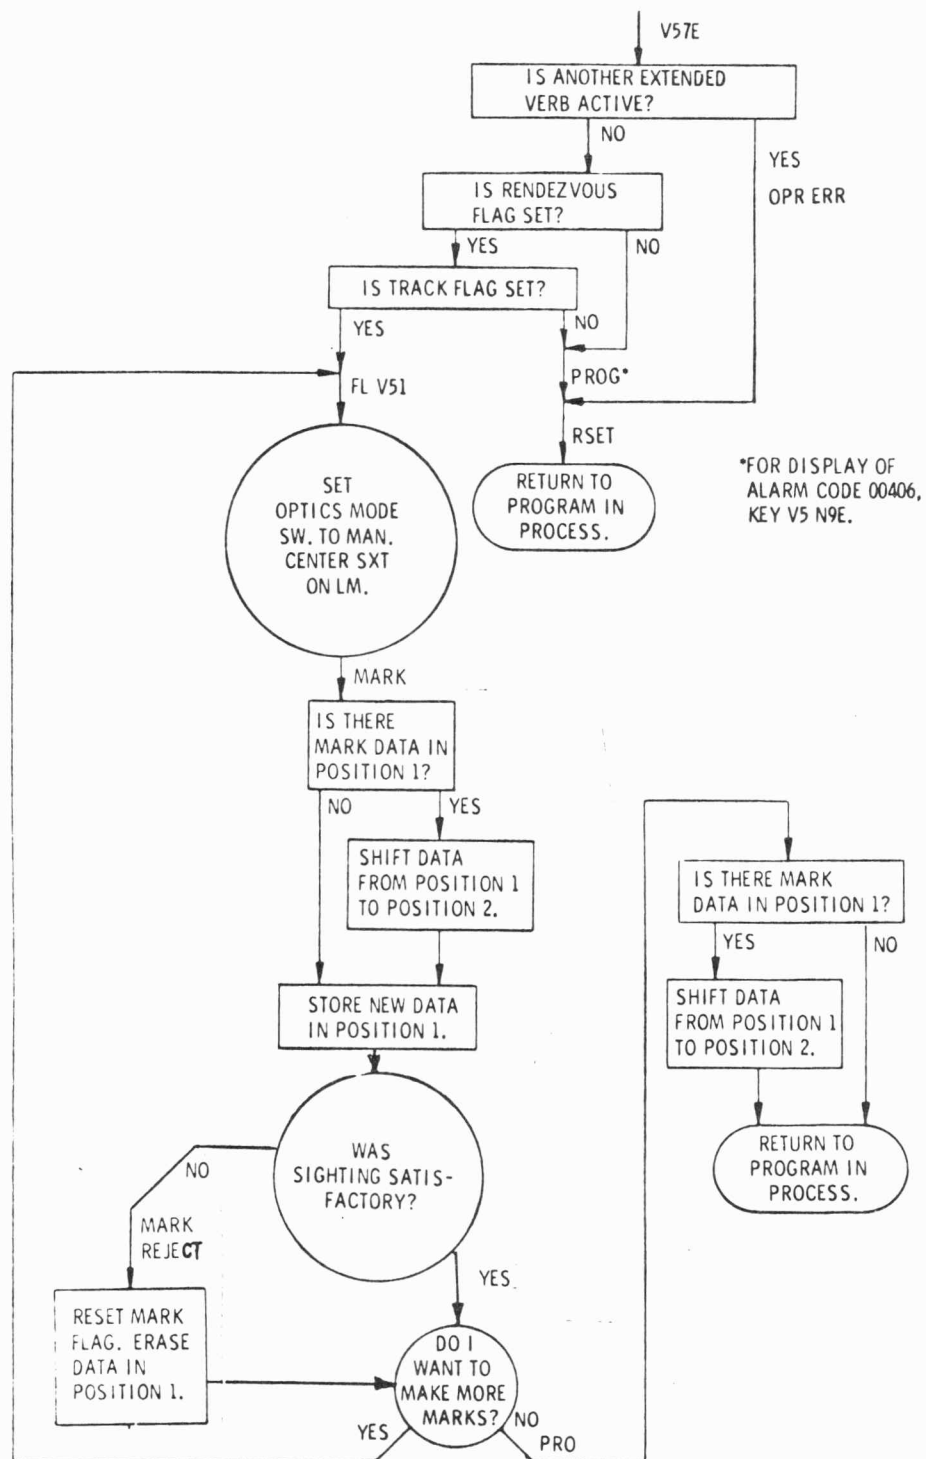 V57E
IS ANOTHER EXTENDED
VERB ACTIVE?
NO
YES
OPR ERR
IS RENDEZVOUS
FLAG SET?
YES
NO
IS TRACK FLAG SET?
YES
NO
FL V51
PROG*
RSET
SET
OPTICS MODE
SW. TO MAN.
CENTER SXT
ON LM.
RETURN TO
PROGRAM IN
PROCESS.
*FOR DISPLAY OF
ALARM CODE 00406,
KEY V5 N9E.
MARK
IS THERE
MARK DATA IN
POSITION 1?
NO
YES
SHIFT DATA
FROM POSITION 1
TO POSITION 2.
STORE NEW DATA
IN POSITION 1.
WAS
SIGHTING SATIS-
FACTORY?
NO
MARK
REJECT
YES
RESET MARK
FLAG. ERASE
DATA IN
POSITION 1.
DO I
WANT TO
MAKE MORE
MARKS?
YES
NO
PRO
IS THERE MARK
DATA IN POSITION 1?
YES
NO
SHIFT DATA
FROM POSITION 1
TO POSITION 2.
RETURN TO
PROGRAM IN
PROCESS.